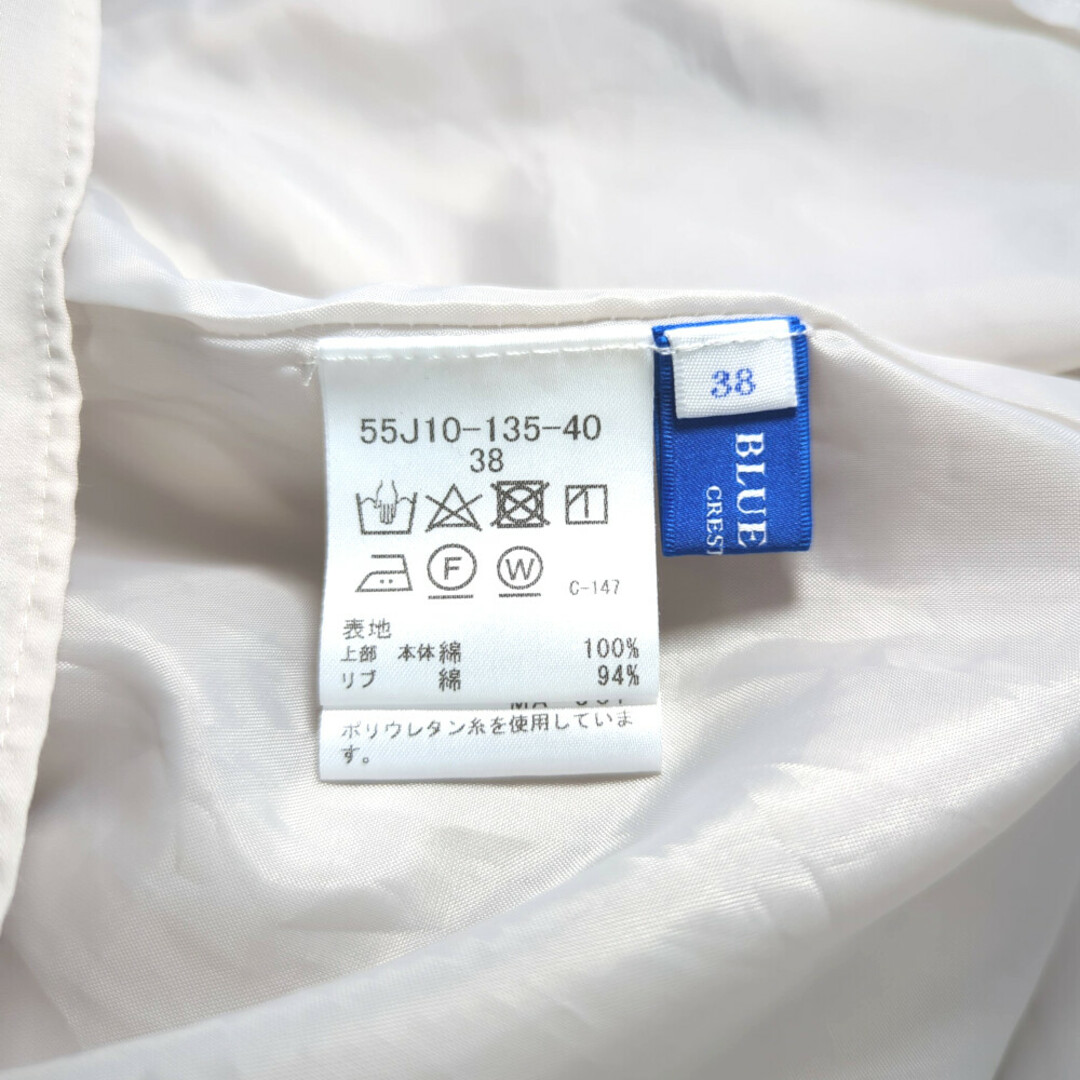 55J10-135-40
38
F W C-147
表地
上部 本体綿 100%
リブ 綿 94%
ポリウレタン糸を使用していま
す。
38
BLUE
CREST